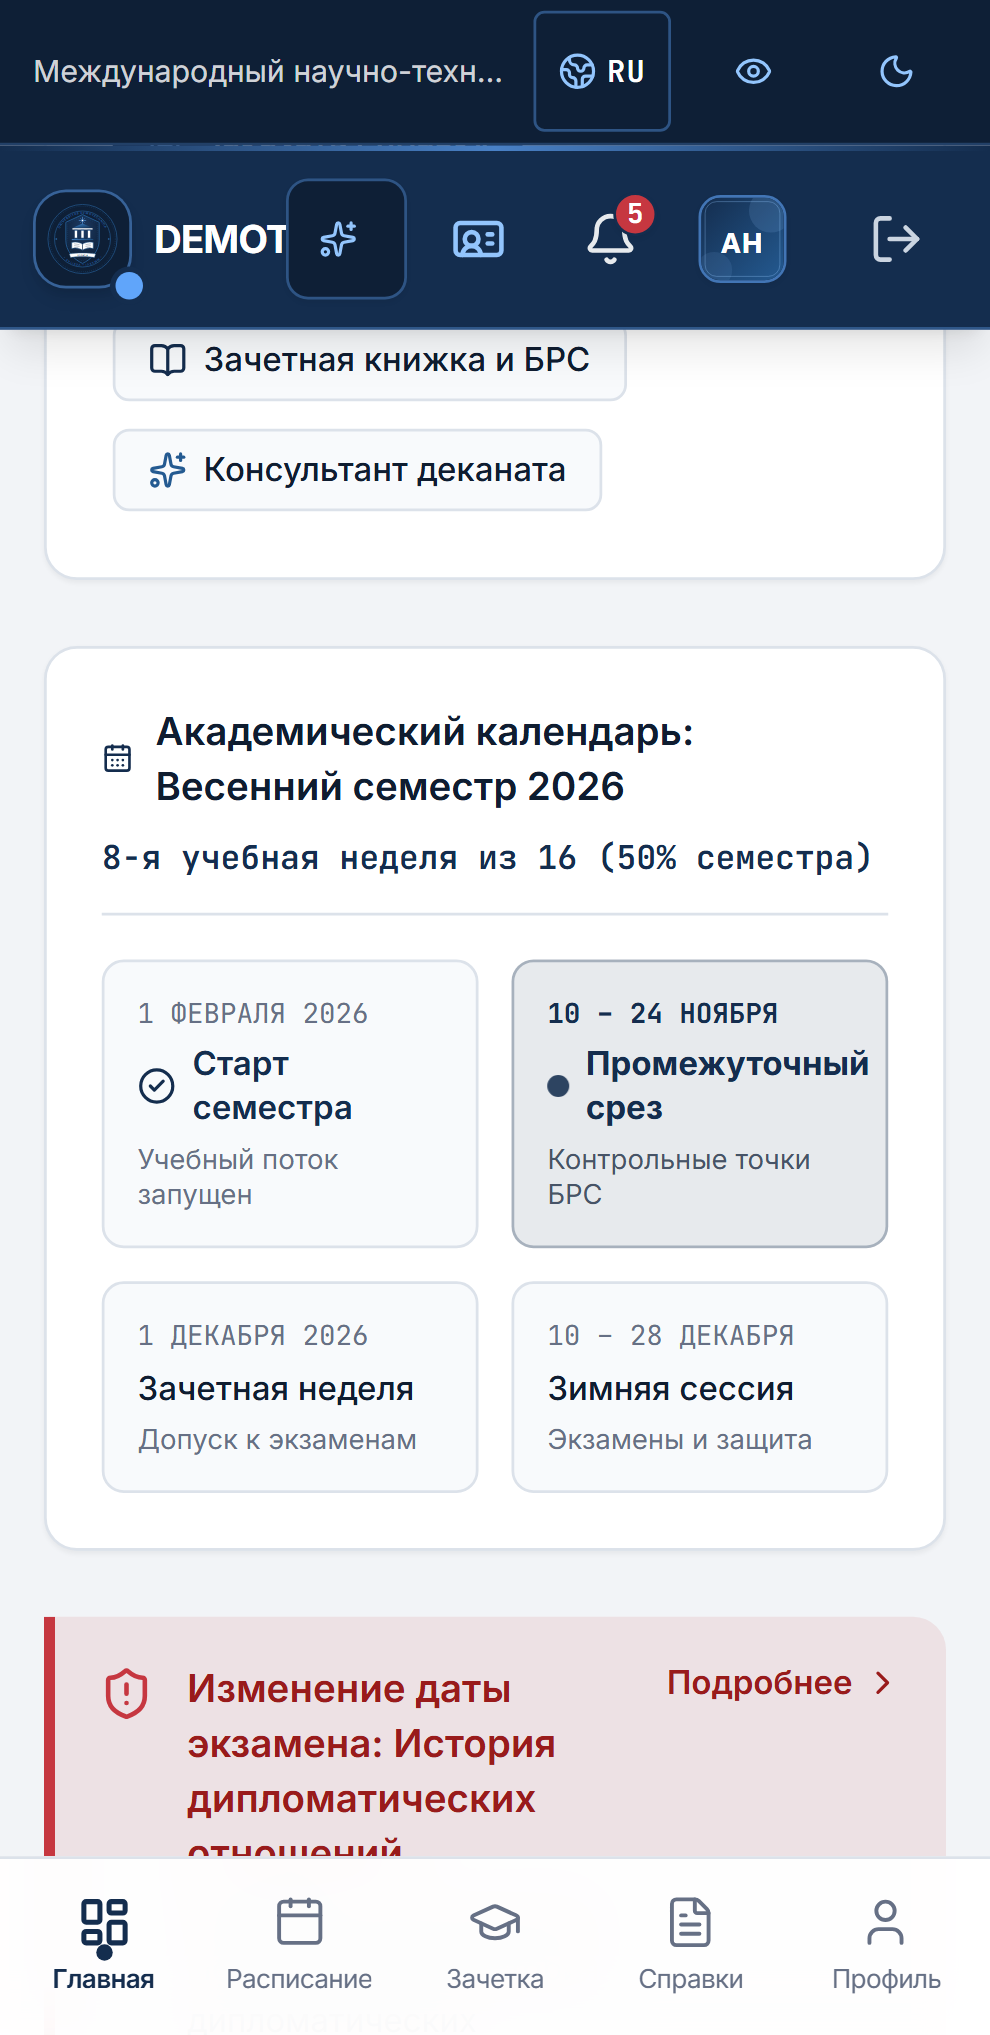 Международный научно-техн...
RU
DEMOT
5
АН
Зачетная книжка и БРС
Консультант деканата
Академический календарь:
Весенний семестр 2026
8-я учебная неделя из 16 (50% семестра)
1 ФЕВРАЛЯ 2026
Старт
семестра
Учебный поток
запущен
10 – 24 НОЯБРЯ
Промежуточный
срез
Контрольные точки
БРС
1 ДЕКАБРЯ 2026
Зачетная неделя
Допуск к экзаменам
10 – 28 ДЕКАБРЯ
Зимняя сессия
Экзамены и защита
Изменение даты
экзамена: История
дипломатических
отношений
Подробнее
Главная
Расписание
Зачетка
Справки
Профиль